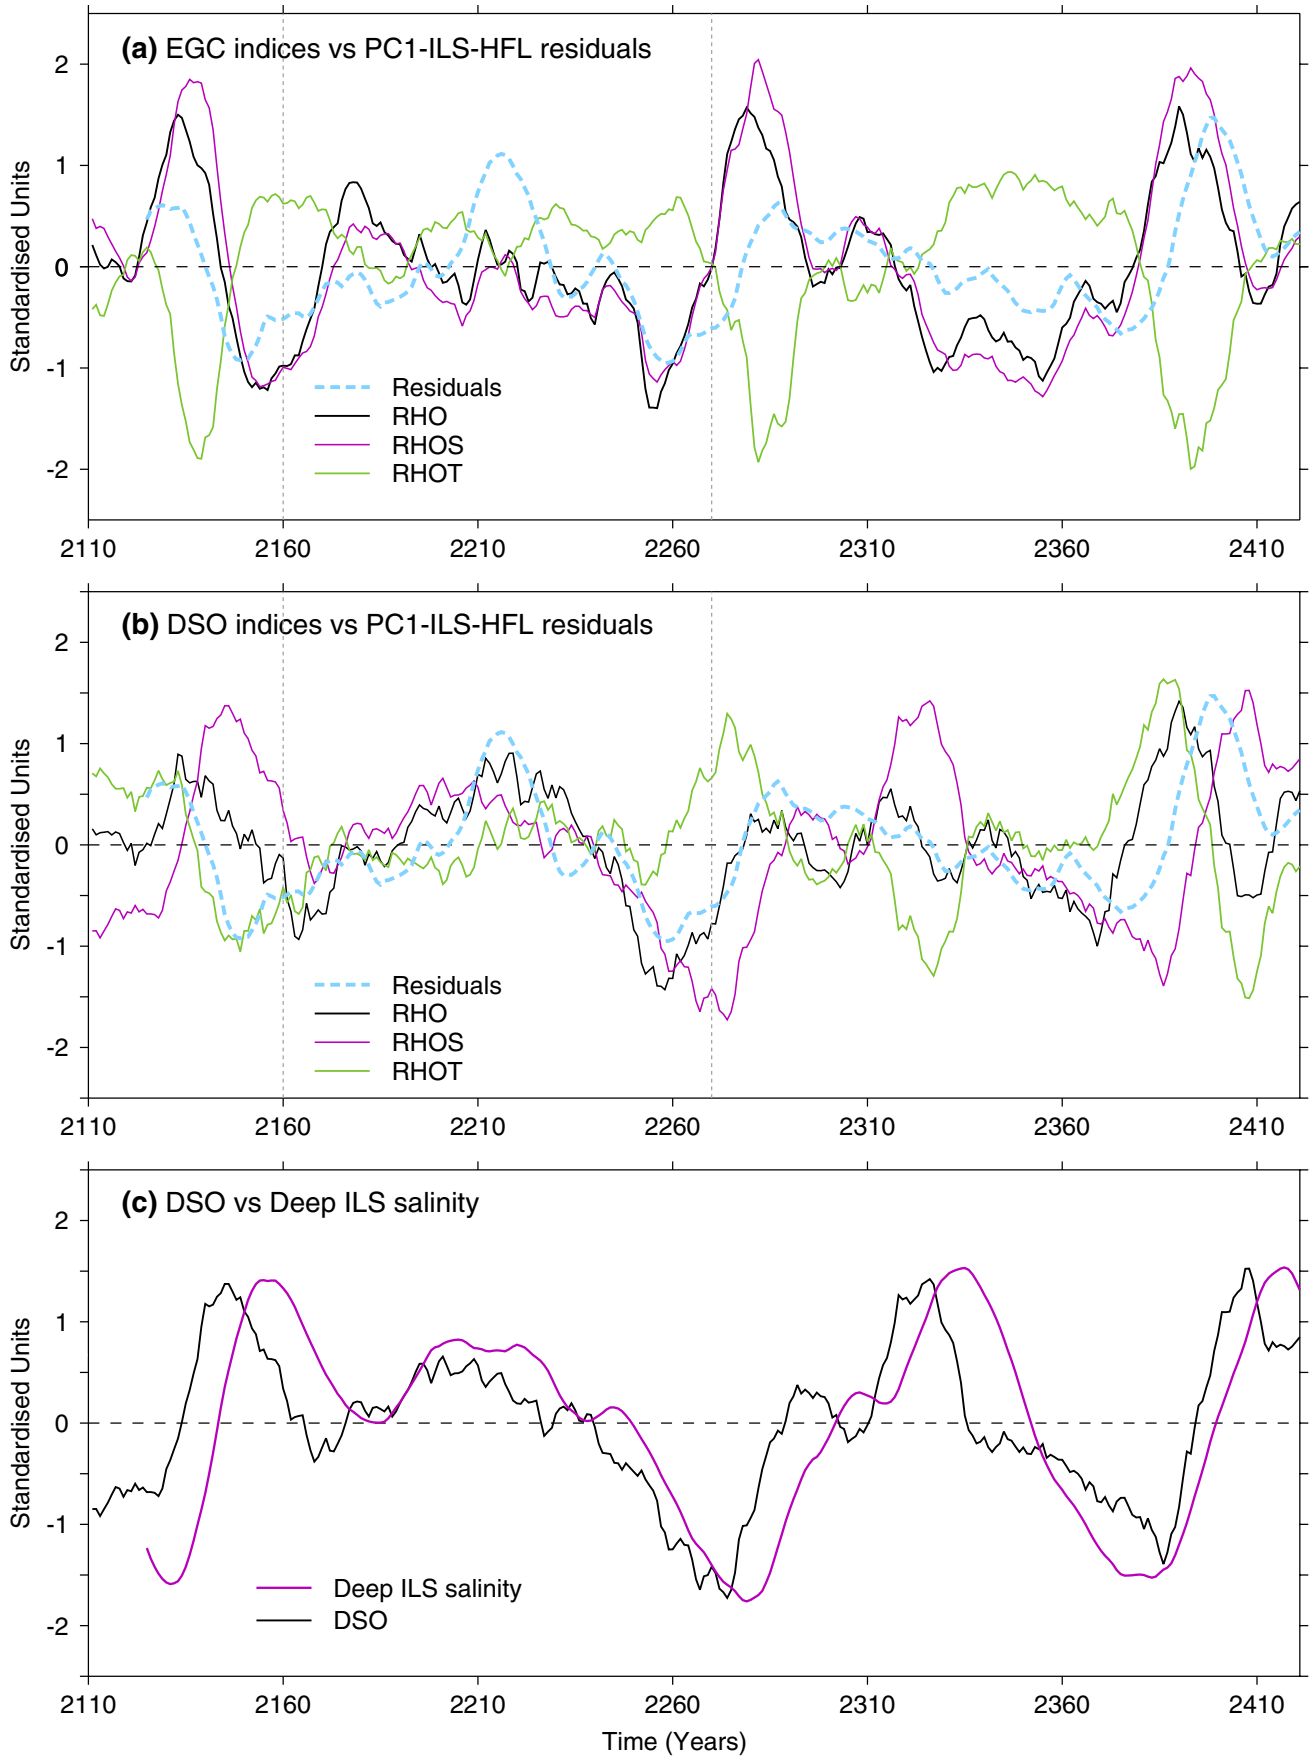 (a) EGC indices vs PC1-ILS-HFL residuals
2
1
0
-1
-2
Standardised Units
Residuals
RHO
RHOS
RHOT
2110 2160 2210 2260 2310 2360 2410
(b) DSO indices vs PC1-ILS-HFL residuals
2
1
0
-1
-2
Standardised Units
Residuals
RHO
RHOS
RHOT
2110 2160 2210 2260 2310 2360 2410
(c) DSO vs Deep ILS salinity
2
1
0
-1
-2
Standardised Units
Deep ILS salinity
DSO
2110 2160 2210 2260 2310 2360 2410
Time (Years)